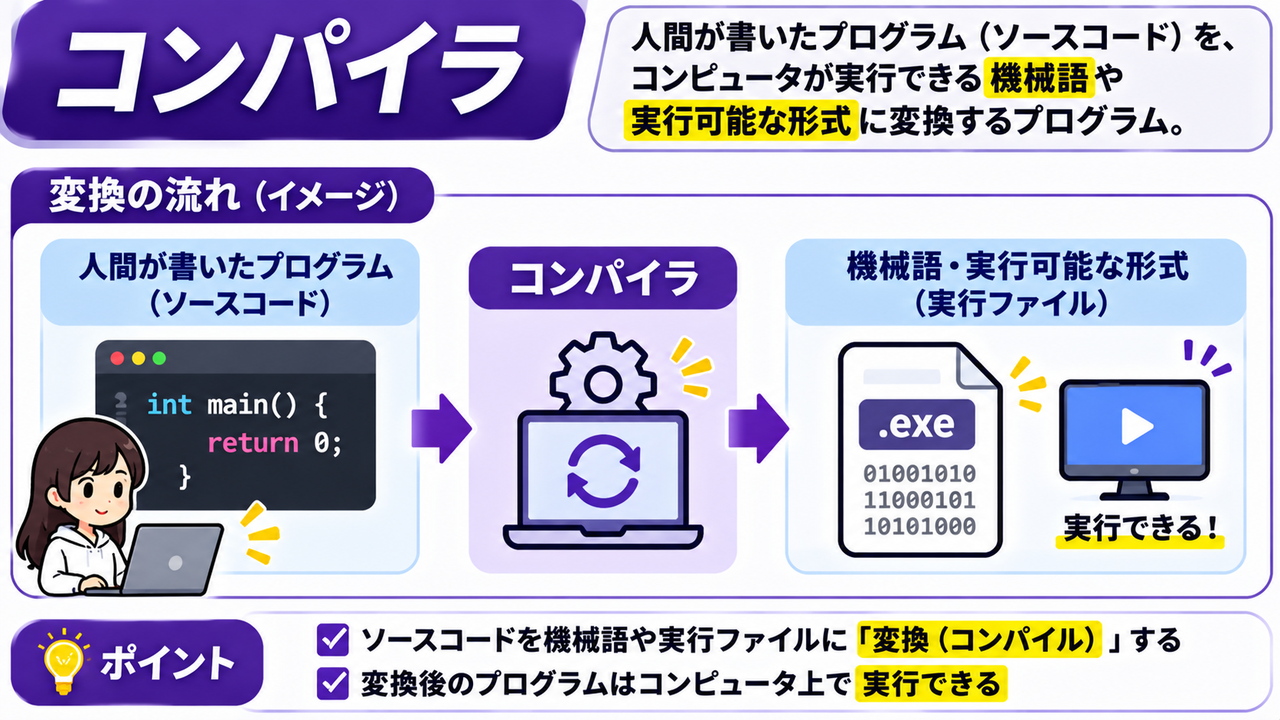 コンパイラ
人間が書いたプログラム（ソースコード）を、
コンピュータが実行できる機械語や
実行可能な形式に変換するプログラム。
変換の流れ（イメージ）
人間が書いたプログラム
（ソースコード）
int main() {
return 0;
}
コンパイラ
機械語・実行可能な形式
（実行ファイル）
.exe
01001010
11000101
10101000
実行できる！
ポイント
ソースコードを機械語や実行ファイルに「変換（コンパイル）」する
変換後のプログラムはコンピュータ上で実行できる